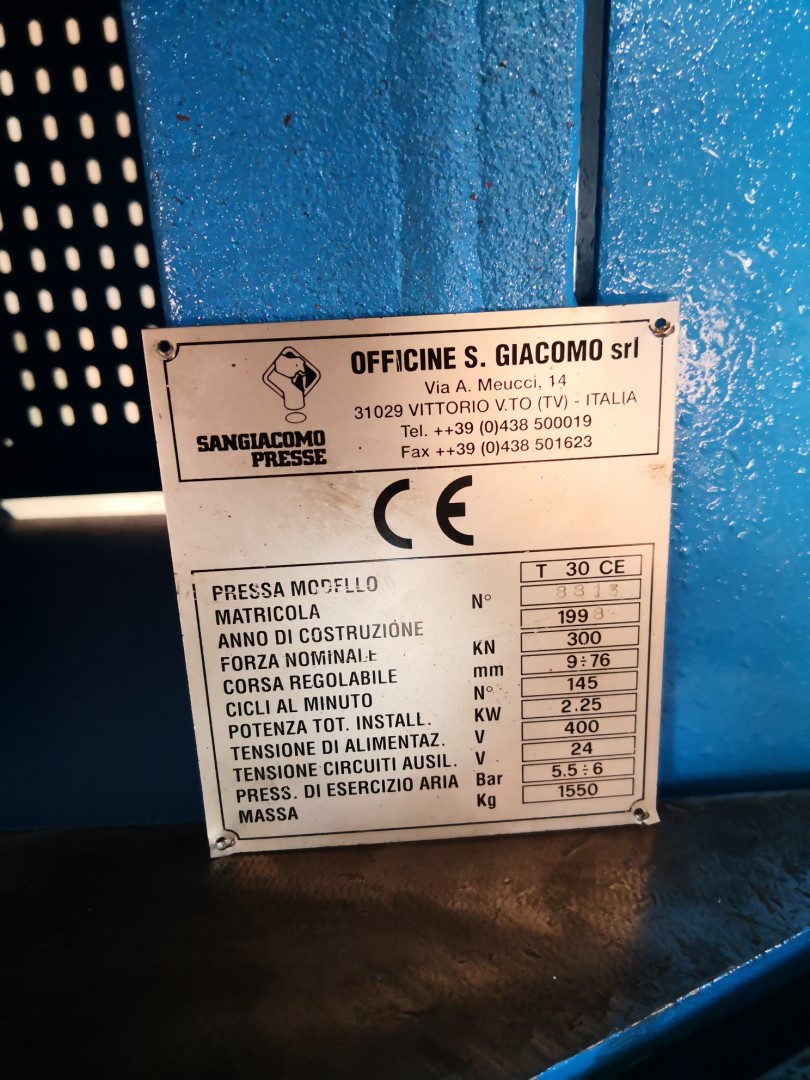 OFFICINE S. GIACOMO srl
Via A. Meucci, 14
31029 VITTORIO V.TO (TV) - ITALIA
Tel. ++39 (0)438 500019
Fax ++39 (0)438 501623
SANGIACOMO
PRESSE
CE
PRESSA MODELLO T 30 CE
MATRICOLA N° 8813
ANNO DI COSTRUZIONE 1998
FORZA NOMINALE KN 300
CORSA REGOLABILE mm 9÷76
CICLI AL MINUTO N° 145
POTENZA TOT. INSTALL. KW 2.25
TENSIONE DI ALIMENTAZ. V 400
TENSIONE CIRCUITI AUSIL. V 24
PRESS. DI ESERCIZIO ARIA Bar 5.5÷6
MASSA Kg 1550